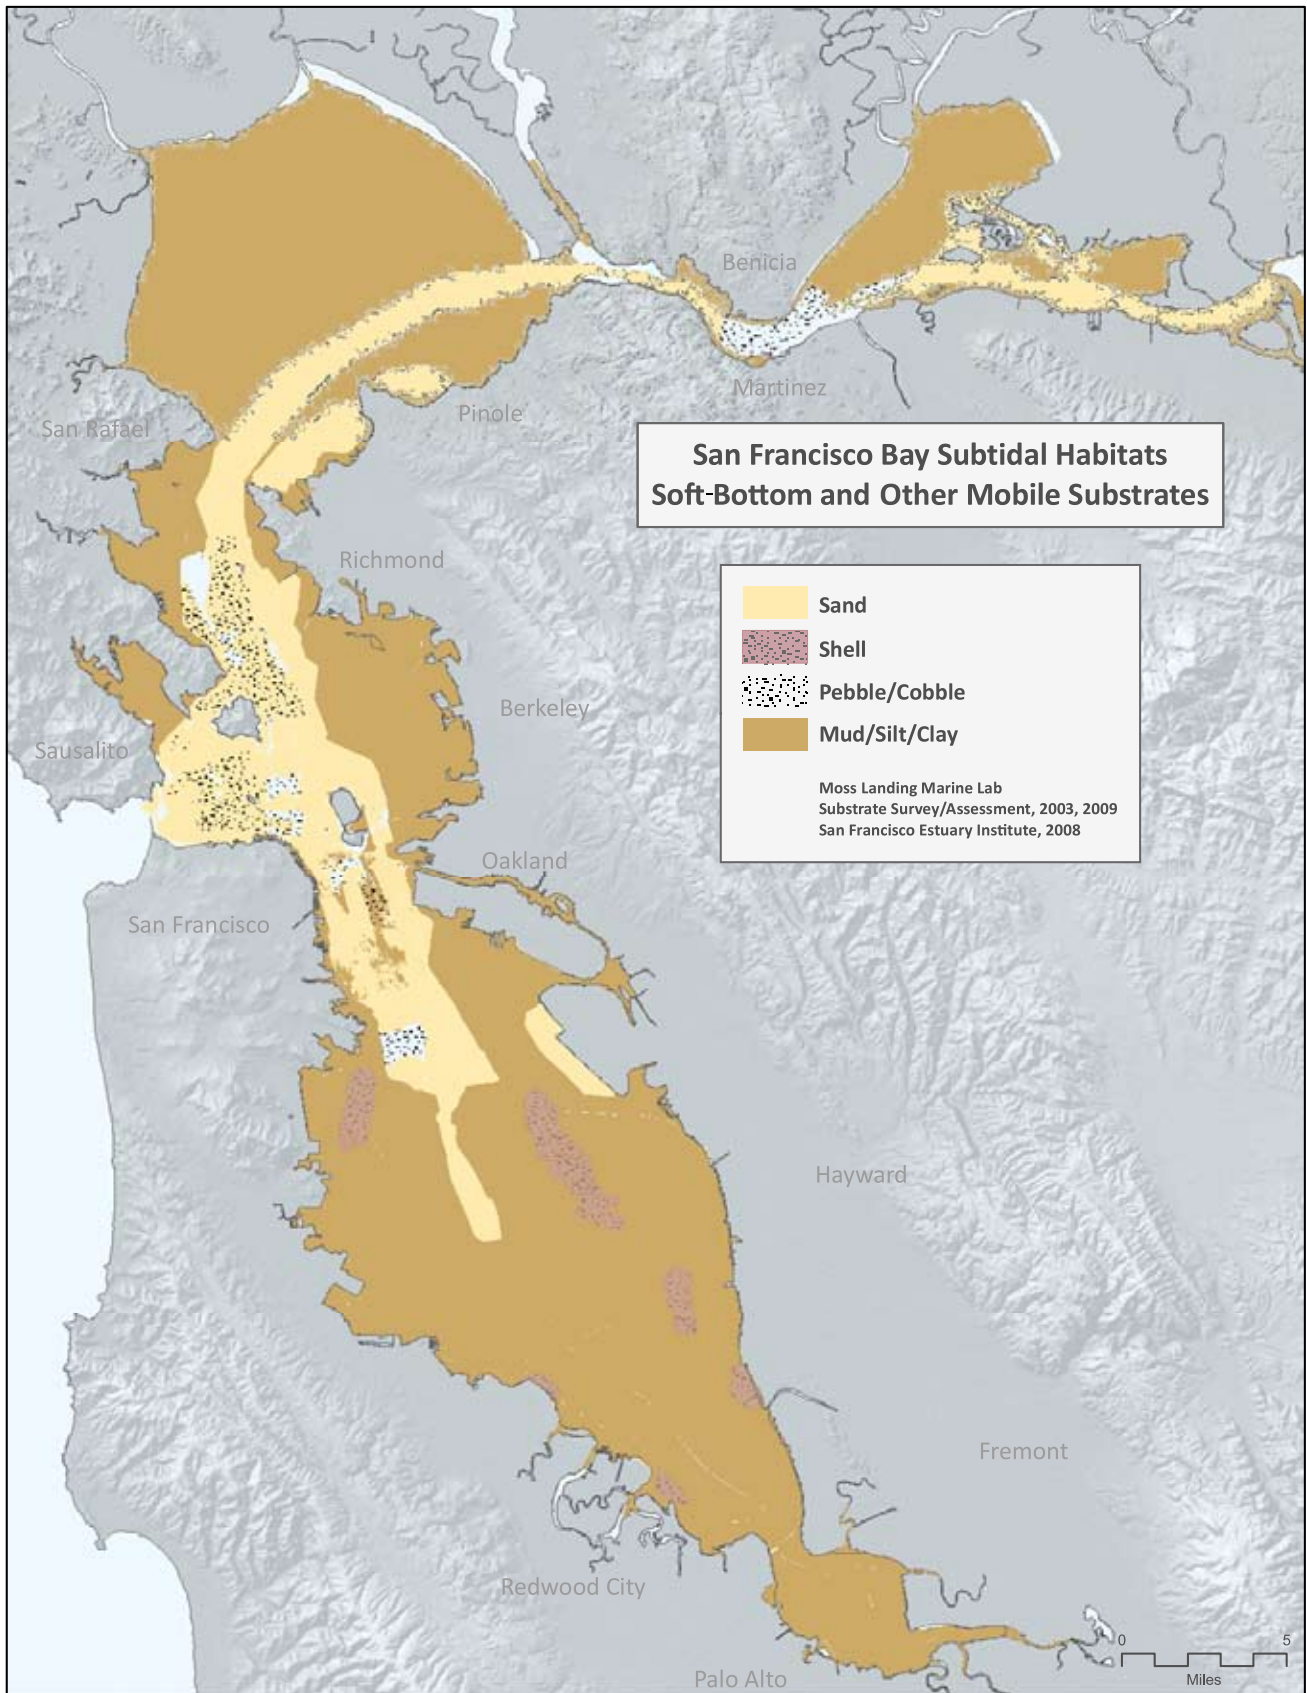 Benicia
Martinez
San Rafael
Pinole
San Francisco Bay Subtidal Habitats
Soft-Bottom and Other Mobile Substrates
Richmond
Sand
Shell
Pebble/Cobble
Mud/Silt/Clay
Moss Landing Marine Lab
Substrate Survey/Assessment, 2003, 2009
San Francisco Estuary Institute, 2008
Berkeley
Sausalito
Oakland
San Francisco
Hayward
Fremont
Redwood City
Palo Alto
0 5
Miles